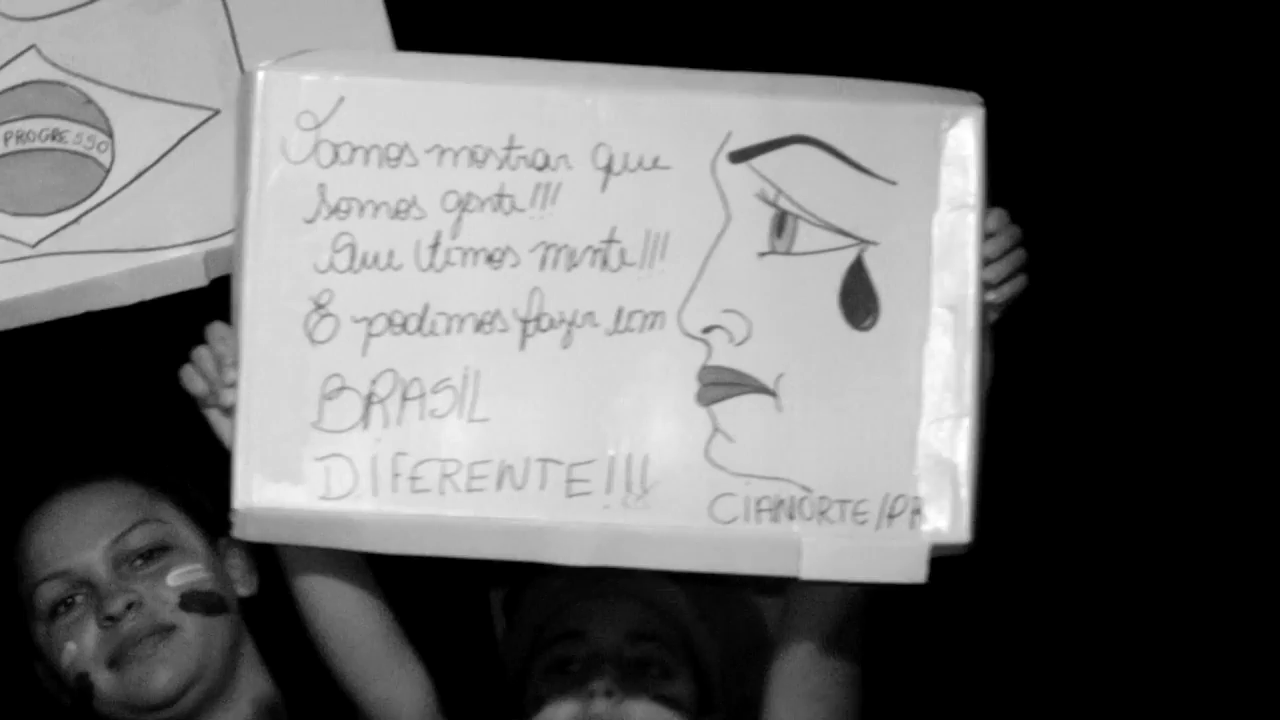 PROGRESSO
Vamos mostrar que
somos gente!!!
Que temos mente!!!
E podemos fazer um
BRASIL
DIFERENTE!!!
CIANORTE/PR